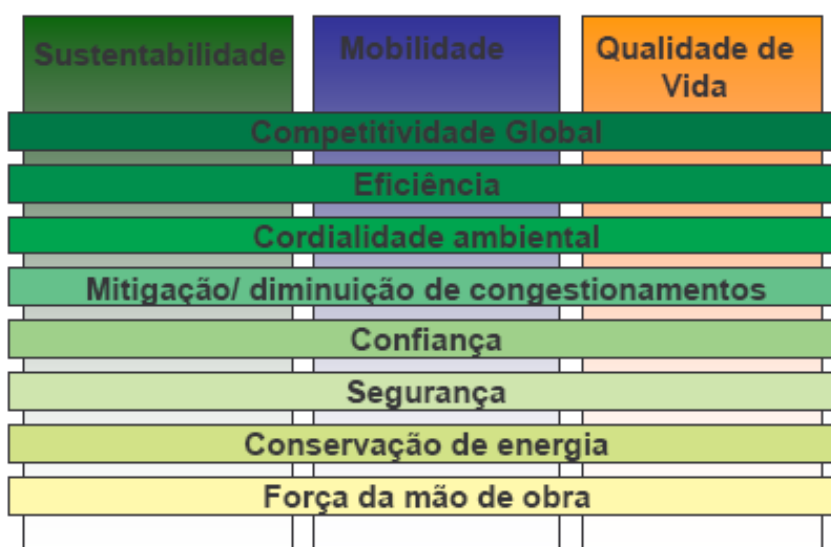 Sustentabilidade
Mobilidade
Qualidade de
Vida
Competitividade Global
Eficiência
Cordialidade ambiental
Mitigação/ diminuição de congestionamentos
Confiança
Segurança
Conservação de energia
Força da mão de obra